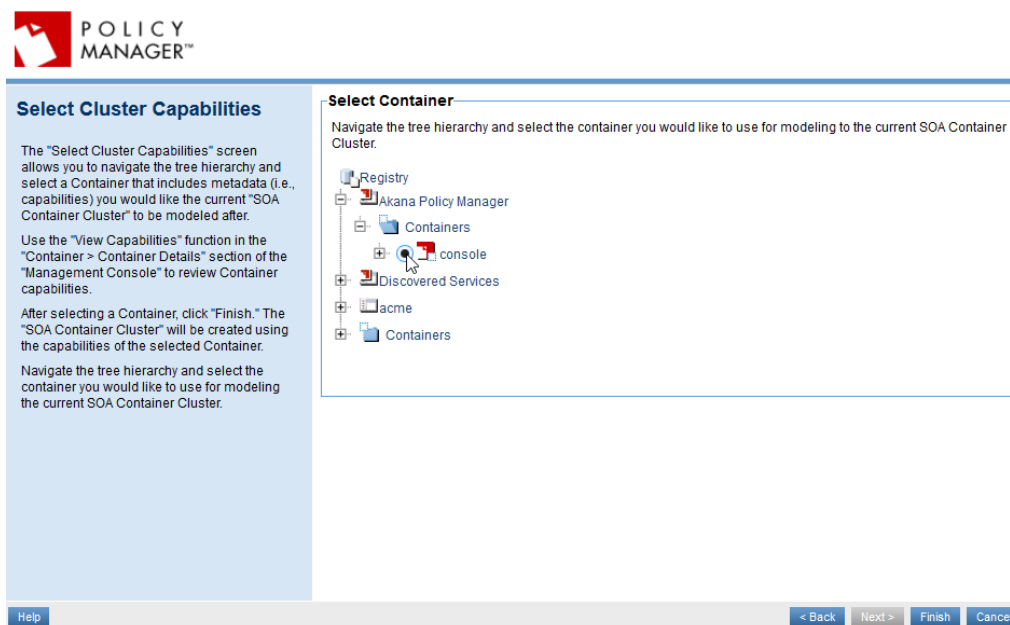 POLICY
MANAGER™
Select Cluster Capabilities
The "Select Cluster Capabilities" screen
allows you to navigate the tree hierarchy and
select a Container that includes metadata (i.e.,
capabilities) you would like the current "SOA
Container Cluster" to be modeled after.
Use the "View Capabilities" function in the
"Container > Container Details" section of the
"Management Console" to review Container
capabilities.
After selecting a Container, click "Finish." The
"SOA Container Cluster" will be created using
the capabilities of the selected Container.
Navigate the tree hierarchy and select the
container you would like to use for modeling
the current SOA Container Cluster.
Select Container
Navigate the tree hierarchy and select the container you would like to use for modeling to the current SOA Container
Cluster.
Registry
Akana Policy Manager
Containers
console
Discovered Services
acme
Containers
Help
< Back
Next >
Finish
Cance